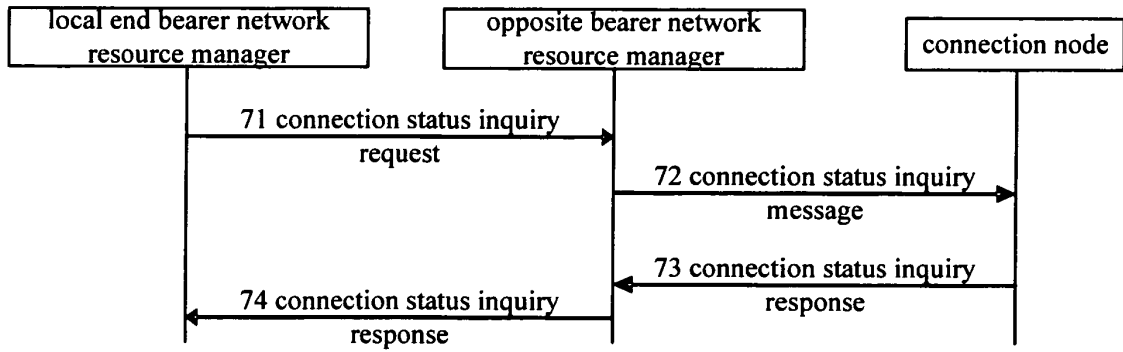 local end bearer network
resource manager
opposite bearer network
resource manager
connection node
71 connection status inquiry
request
72 connection status inquiry
message
73 connection status inquiry
response
74 connection status inquiry
response